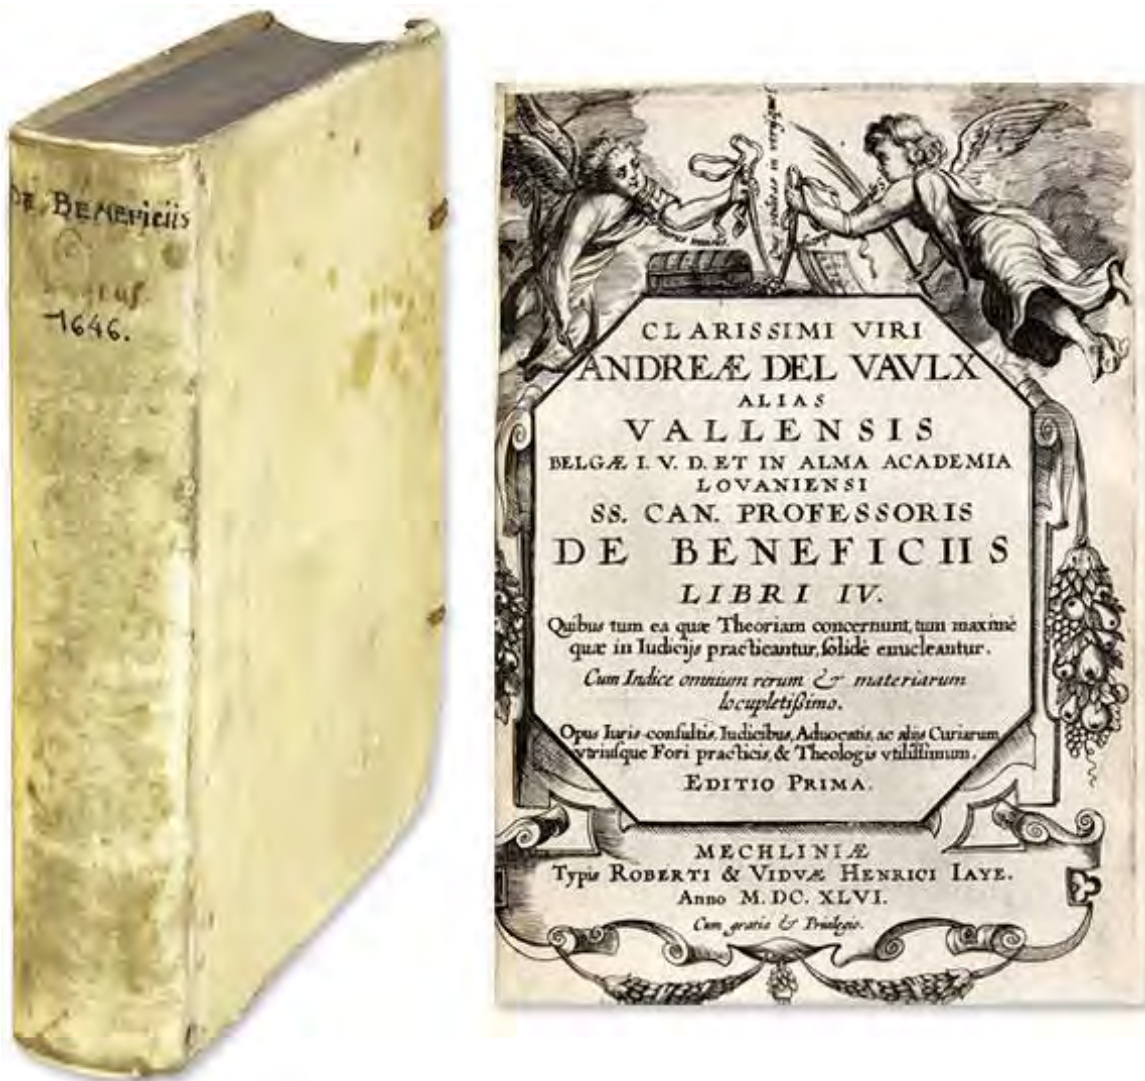 DE BENEFICIIS
1646.
CLARISSIMI VIRI
ANDREÆ DEL VAVLX
ALIAS
VALLENSIS
BELGÆ I. V. D. ET IN ALMA ACADEMIA
LOVANIENSI
SS. CAN. PROFESSORIS
DE BENEFICIIS
LIBRI IV.
Quibus tum ea quæ Theoriam concernunt, tum maximè
quæ in Iudicijs practicantur, solidè enucleantur.
Cum Indice omnium rerum & materiarum
locupletißimo.
Opus Iuris-consultis, Iudicibus, Aduocatis, ac alijs Curiarum
vtriusque Fori practicis, & Theologis vtilissimum.
EDITIO PRIMA.
MECHLINIÆ
Typis ROBERTI & VIDVÆ HENRICI IAYE.
Anno M. DC. XLVI.
Cum gratia & Priuilegio.